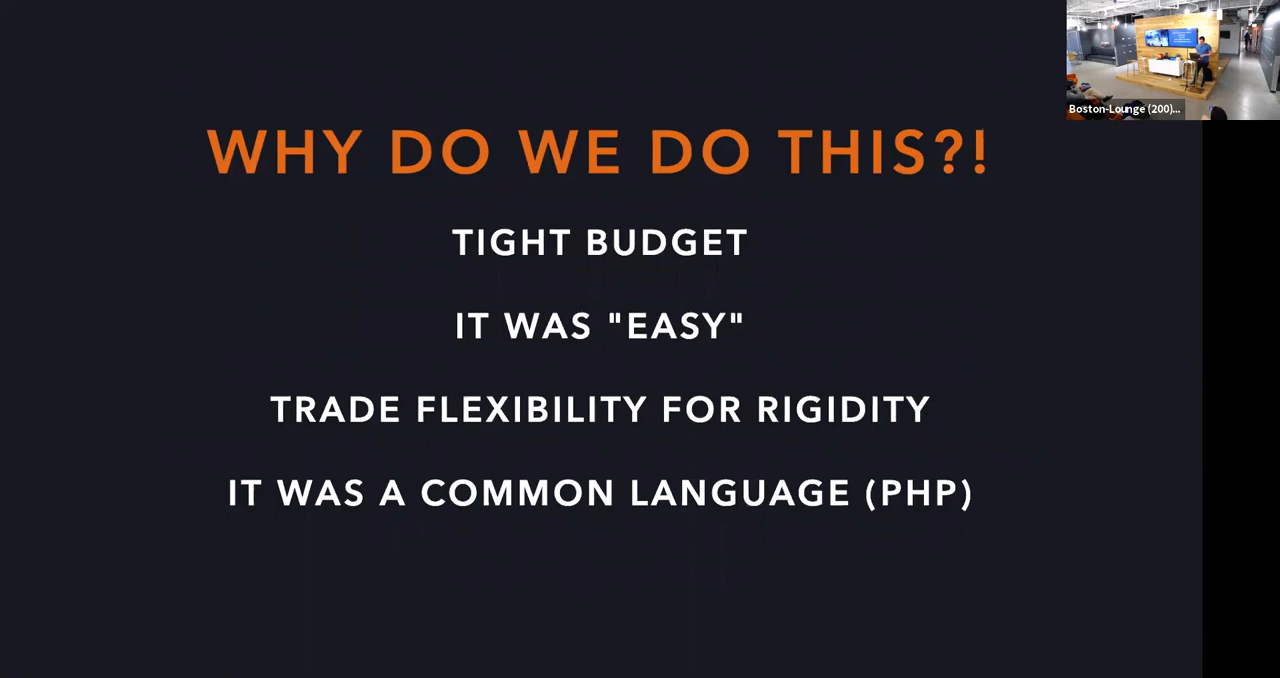 WHY DO WE DO THIS?!
TIGHT BUDGET
IT WAS "EASY"
TRADE FLEXIBILITY FOR RIGIDITY
IT WAS A COMMON LANGUAGE (PHP)
Boston-Lounge (200)...